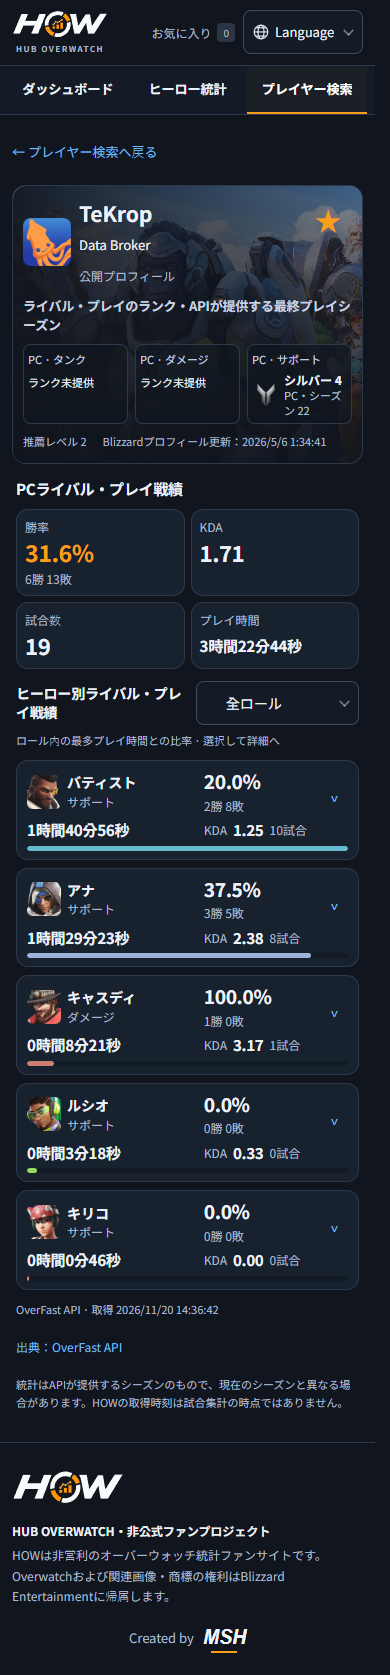 HOW
HUB OVERWATCH
お気に入り 0
Language
ダッシュボード ヒーロー統計 プレイヤー検索
← プレイヤー検索へ戻る
TeKrop
Data Broker
公開プロフィール
ライバル・プレイのランク・APIが提供する最終プレイシ
ーズン
PC・タンク
ランク未提供
PC・ダメージ
ランク未提供
PC・サポート
シルバー 4
PC・シーズ
ン 22
推薦レベル 2 Blizzardプロフィール更新：2026/5/6 1:34:41
PCライバル・プレイ戦績
勝率
31.6%
6勝 13敗
KDA
1.71
試合数
19
プレイ時間
3時間22分44秒
ヒーロー別ライバル・プレ
イ戦績
全ロール
ロール内の最多プレイ時間との比率・選択して詳細へ
バティスト
サポート
20.0%
2勝 8敗
1時間40分56秒
KDA 1.25 10試合
アナ
サポート
37.5%
3勝 5敗
1時間29分23秒
KDA 2.38 8試合
キャスディ
ダメージ
100.0%
1勝 0敗
0時間8分21秒
KDA 3.17 1試合
ルシオ
サポート
0.0%
0勝 0敗
0時間3分18秒
KDA 0.33 0試合
キリコ
サポート
0.0%
0勝 0敗
0時間0分46秒
KDA 0.00 0試合
OverFast API・取得 2026/11/20 14:36:42
出典：OverFast API
統計はAPIが提供するシーズンのもので、現在のシーズンと異なる場
合があります。HOWの取得時刻は試合集計の時点ではありません。
HOW
HUB OVERWATCH・非公式ファンプロジェクト
HOWは非営利のオーバーウォッチ統計ファンサイトです。
Overwatchおよび関連画像・商標の権利はBlizzard
Entertainmentに帰属します。
Created by MSH